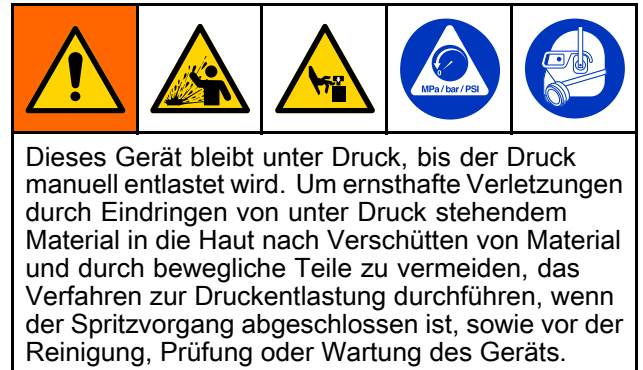 0
MPa / bar / PSI
Dieses Gerät bleibt unter Druck, bis der Druck
manuell entlastet wird. Um ernsthafte Verletzungen
durch Eindringen von unter Druck stehendem
Material in die Haut nach Verschütten von Material
und durch bewegliche Teile zu vermeiden, das
Verfahren zur Druckentlastung durchführen, wenn
der Spritzvorgang abgeschlossen ist, sowie vor der
Reinigung, Prüfung oder Wartung des Geräts.